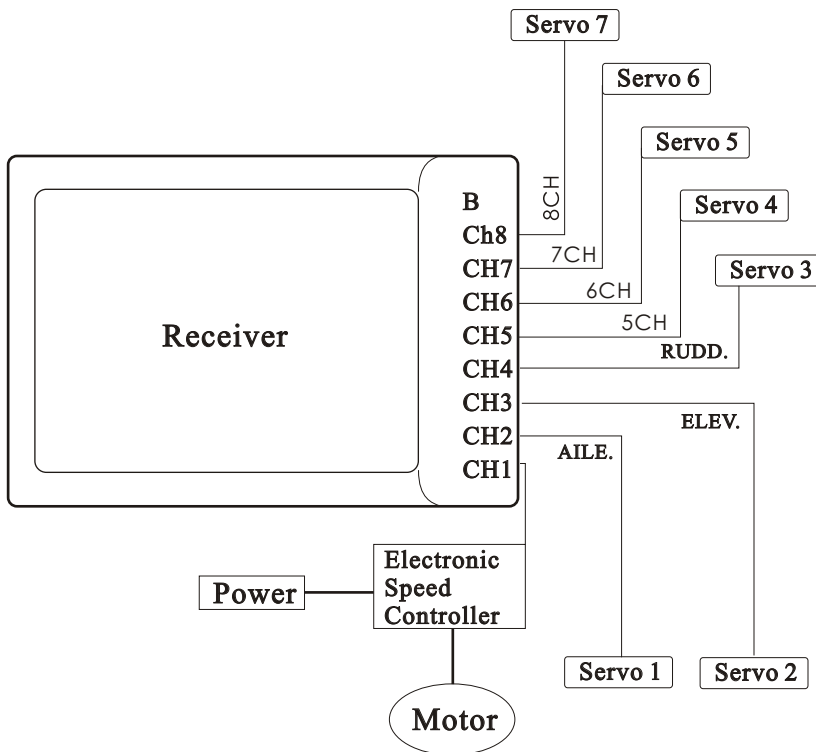 Servo 7
Servo 6
Servo 5
Servo 4
Servo 3
8CH
7CH
6CH
5CH
RUDD.
ELEV.
AILE.
B
Ch8
CH7
CH6
CH5
CH4
CH3
CH2
CH1
Receiver
Electronic
Speed
Controller
Power
Motor
Servo 1
Servo 2